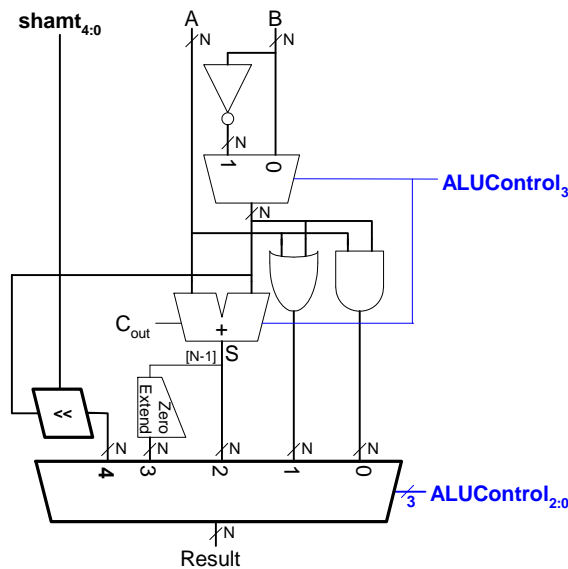 shamt4:0
A B
N N
N
1 0
ALUControl3
N
Cout
+
[N-1] S
Zero
Extend
<<
N N N N N
4 3 2 1 0
3 ALUControl2:0
N
Result